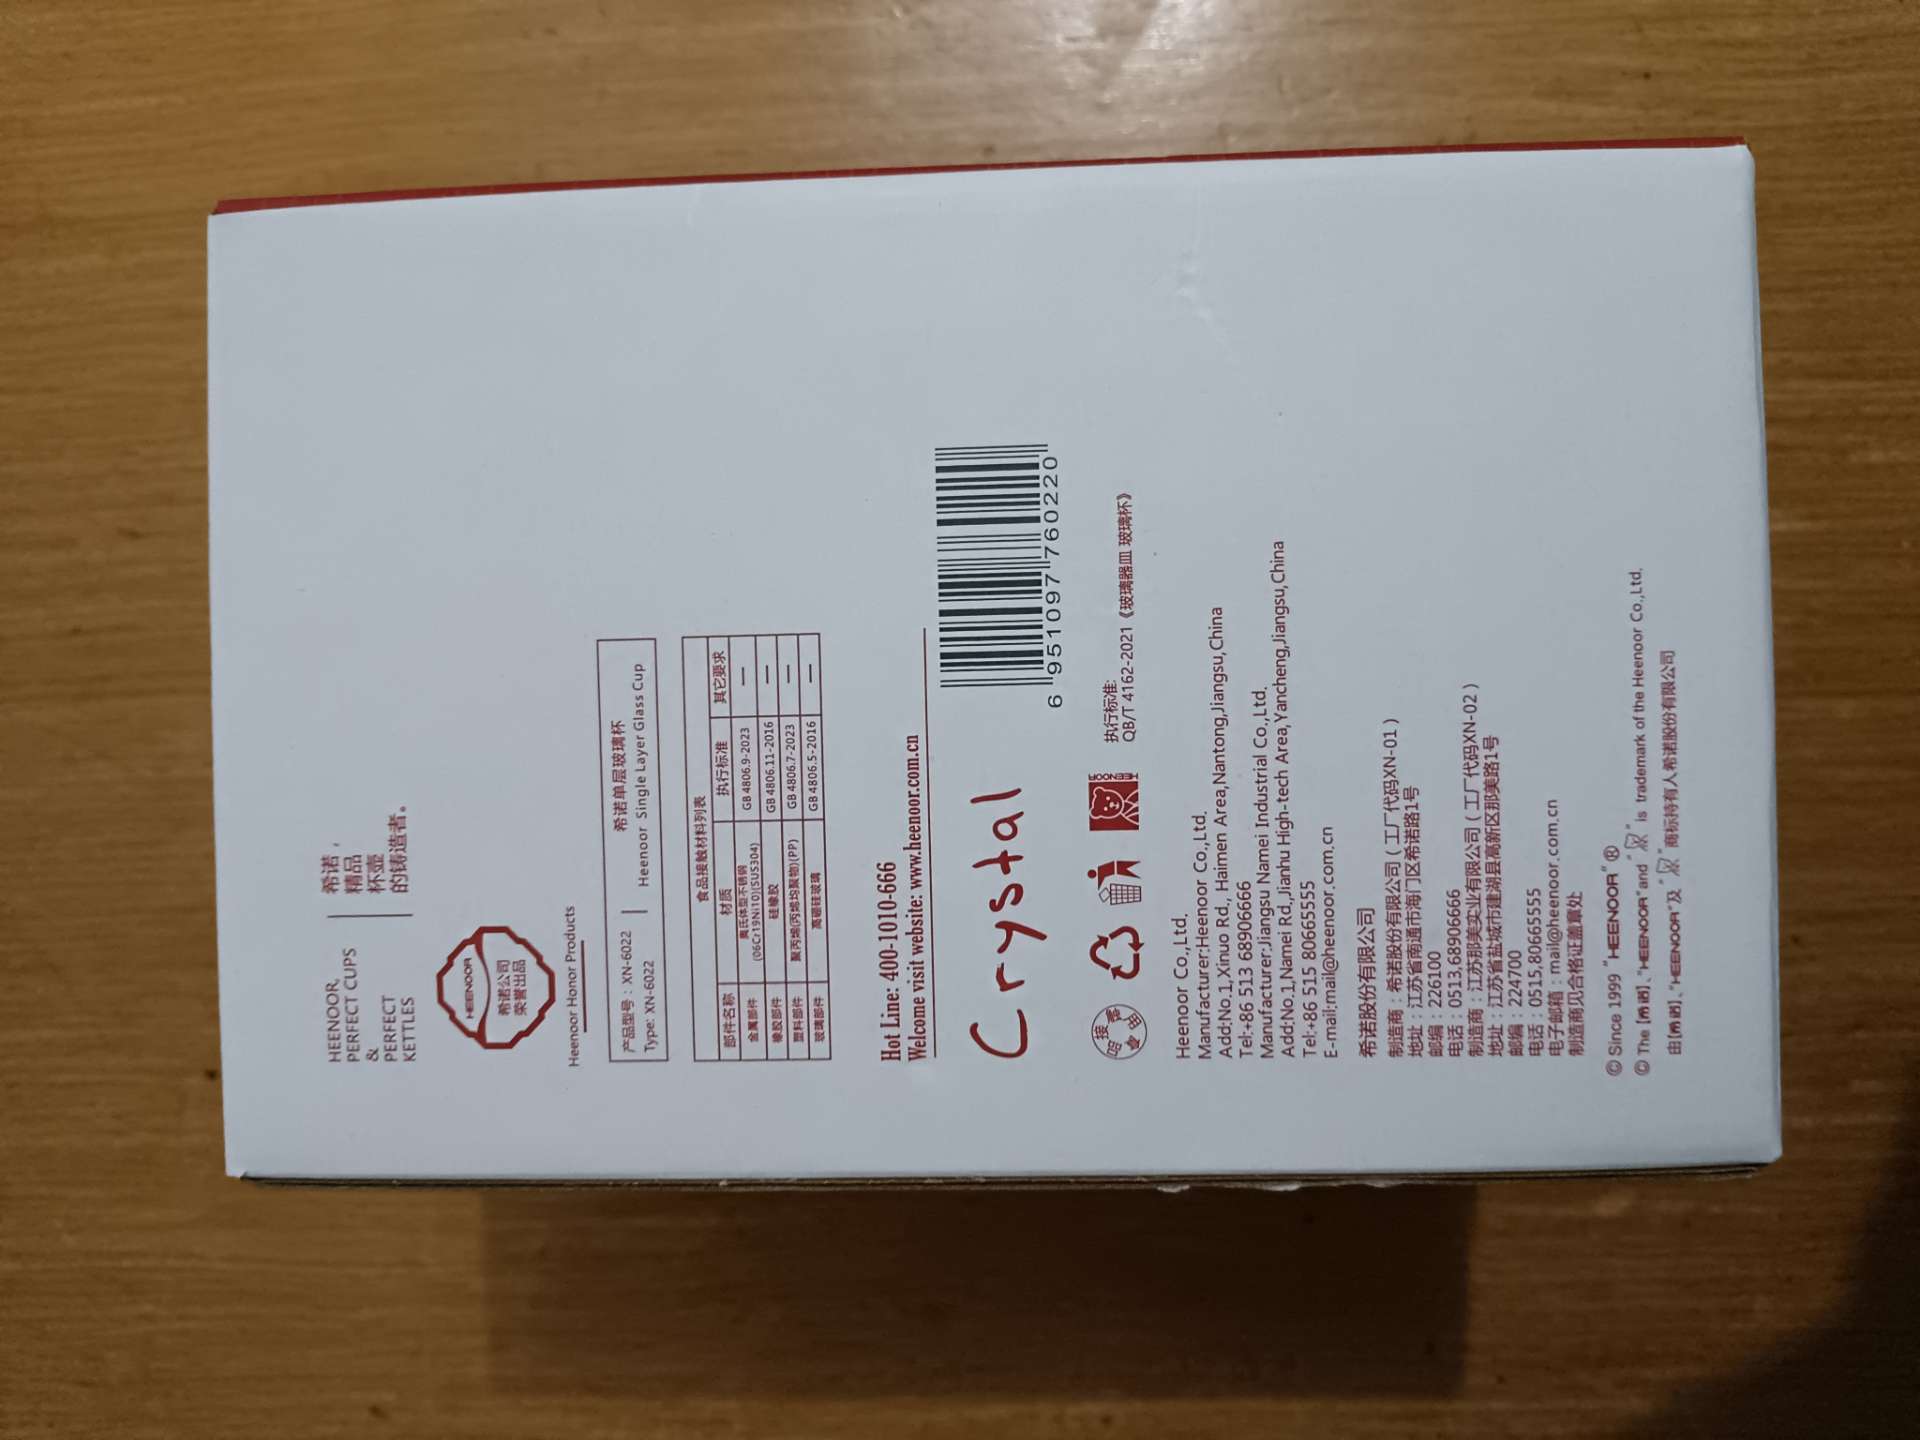 HEENOOR,
PERFECT CUPS
&
PERFECT
KETTLES
希诺，
精品
杯壶
的铸造者。
HEENOOR
希诺公司
荣誉出品
Heenoor Honor Products
产品型号：XN-6022 希诺单层玻璃杯
Type: XN-6022 Heenoor Single Layer Glass Cup
食品接触材料列表
部件名称 材质 执行标准 其它要求
金属部件 奥氏体型不锈钢(06Cr19Ni10)(SUS304) GB 4806.9-2023 —
橡胶部件 硅橡胶 GB 4806.11-2016 —
塑料部件 聚丙烯(丙烯均聚物)(PP) GB 4806.7-2023 —
玻璃部件 高硼硅玻璃 GB 4806.5-2016 —
Hot Line: 400-1010-666
Welcome visit website: www.heenoor.com.cn
Crystal
6 951097 760220
执行标准:
QB/T 4162-2021《玻璃器皿 玻璃杯》
Heenoor Co.,Ltd.
Manufacturer:Heenoor Co.,Ltd.
Add:No.1,Xinuo Rd., Haimen Area,Nantong,Jiangsu,China
Tel:+86 513 68906666
Manufacturer:Jiangsu Namei Industrial Co.,Ltd.
Add:No.1,Namei Rd.,Jianhu High-tech Area,Yancheng,Jiangsu,China
Tel:+86 515 80665555
E-mail:mail@heenoor.com.cn
希诺股份有限公司
制造商：希诺股份有限公司（工厂代码XN-01）
地址：江苏省南通市海门区希诺路1号
邮编：226100
电话：0513.68906666
制造商：江苏那美实业有限公司（工厂代码XN-02）
地址：江苏省盐城市建湖县高新区那美路1号
邮编：224700
电话：0515.80665555
电子邮箱：mail@heenoor.com.cn
制造商见合格证盖章处
© Since 1999 "HEENOOR" ®
© The [希诺]、"HEENOOR" and " " is trademark of the Heenoor Co.,Ltd.
由[希诺]、"HEENOOR"及" "商标持有人希诺股份有限公司